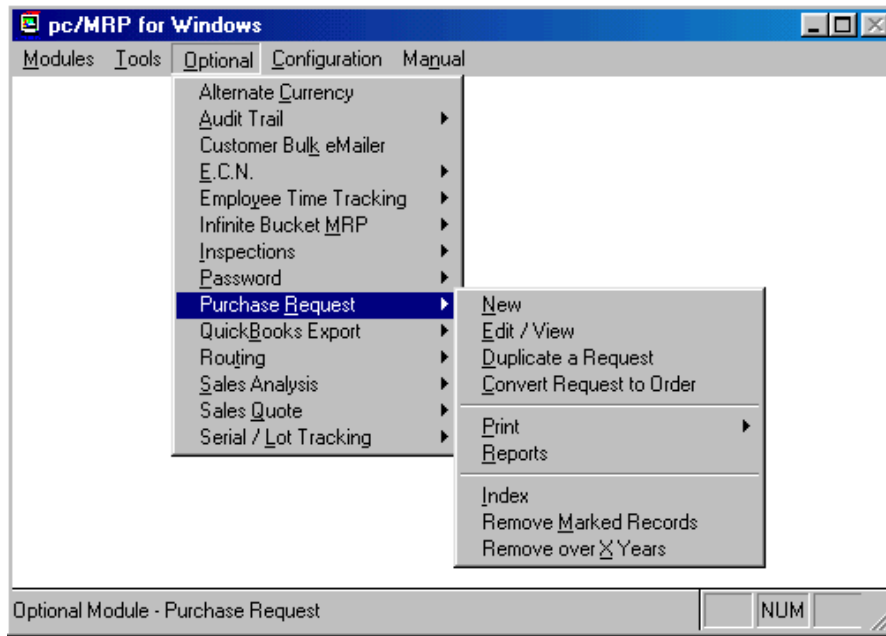 pc/MRP for Windows
Modules Tools Optional Configuration Manual
Alternate Currency
Audit Trail
Customer Bulk eMailer
E.C.N.
Employee Time Tracking
Infinite Bucket MRP
Inspections
Password
Purchase Request
QuickBooks Export
Routing
Sales Analysis
Sales Quote
Serial / Lot Tracking
New
Edit / View
Duplicate a Request
Convert Request to Order
Print
Reports
Index
Remove Marked Records
Remove over X Years
Optional Module - Purchase Request NUM